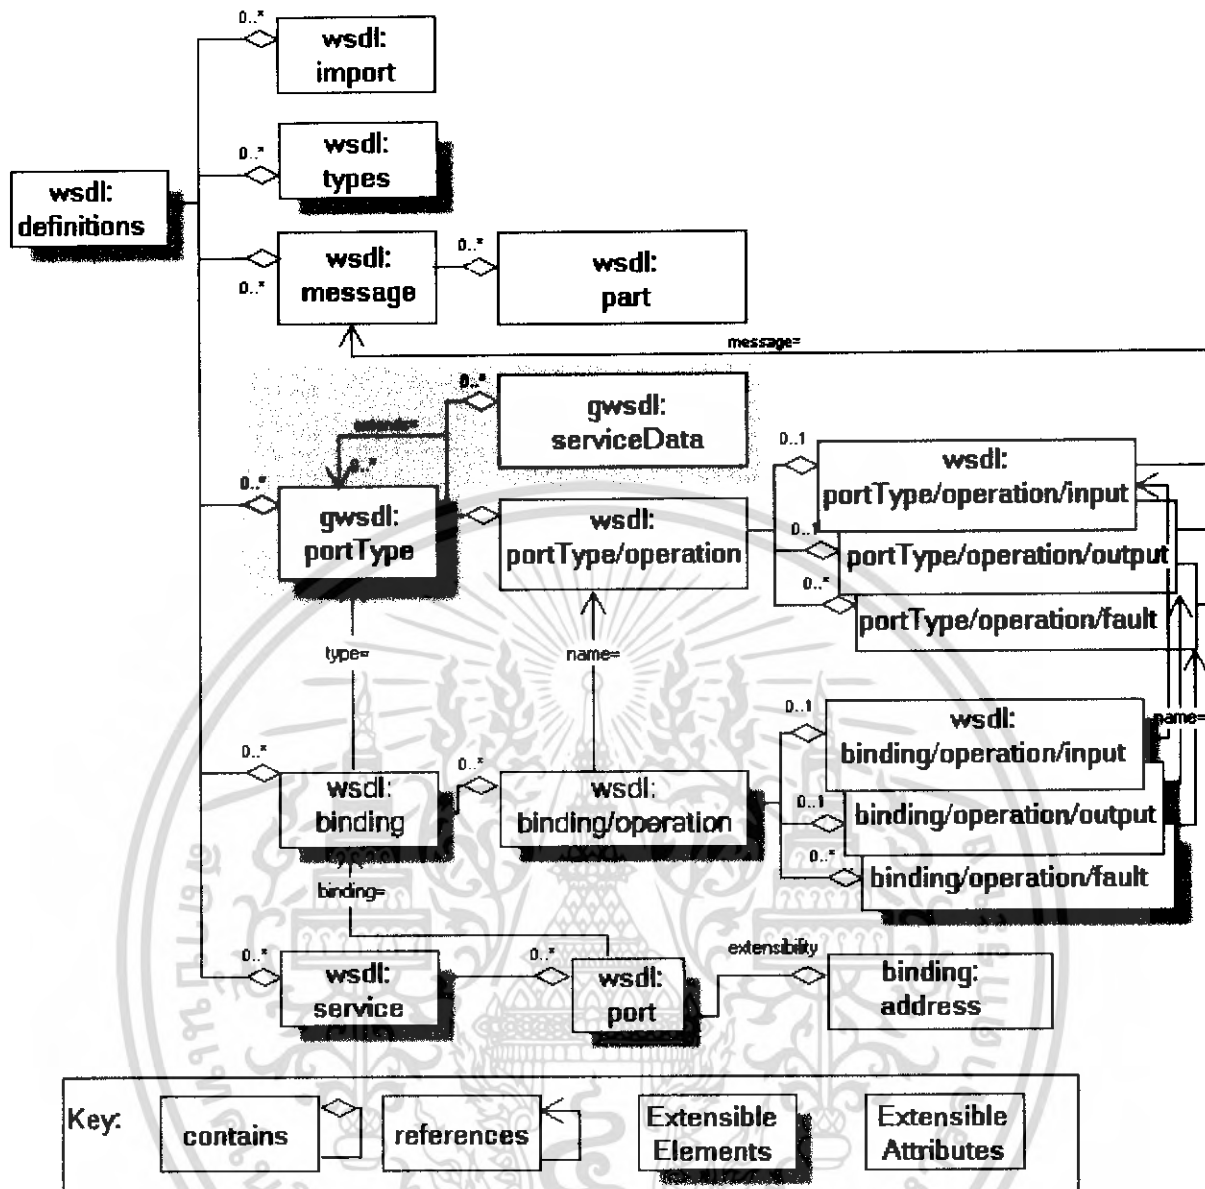 0..*
wsdl:
import
0..*
wsdl:
types
wsdl:
definitions
wsdl:
message
0..*
0..*
wsdl:
part
message=
0..*
gwsdl:
serviceData
extends=
0..*
0..*
gwsdl:
portType
wsdl:
portType/operation
0..1
wsdl:
portType/operation/input
0..1
portType/operation/output
0..*
portType/operation/fault
type=
name=
0..*
wsdl:
binding
0..*
wsdl:
binding/operation
0..1
wsdl:
binding/operation/input
name=
0..1
binding/operation/output
0..*
binding/operation/fault
binding=
0..*
wsdl:
service
0..*
wsdl:
port
extensibility
binding:
address
Key:
contains
references
Extensible
Elements
Extensible
Attributes